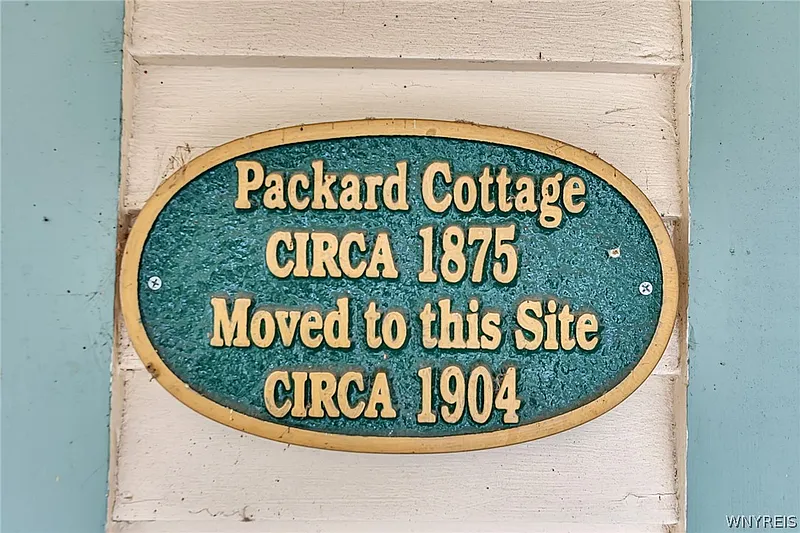 Packard Cottage
CIRCA 1875
Moved to this Site
CIRCA 1904
WNYREIS